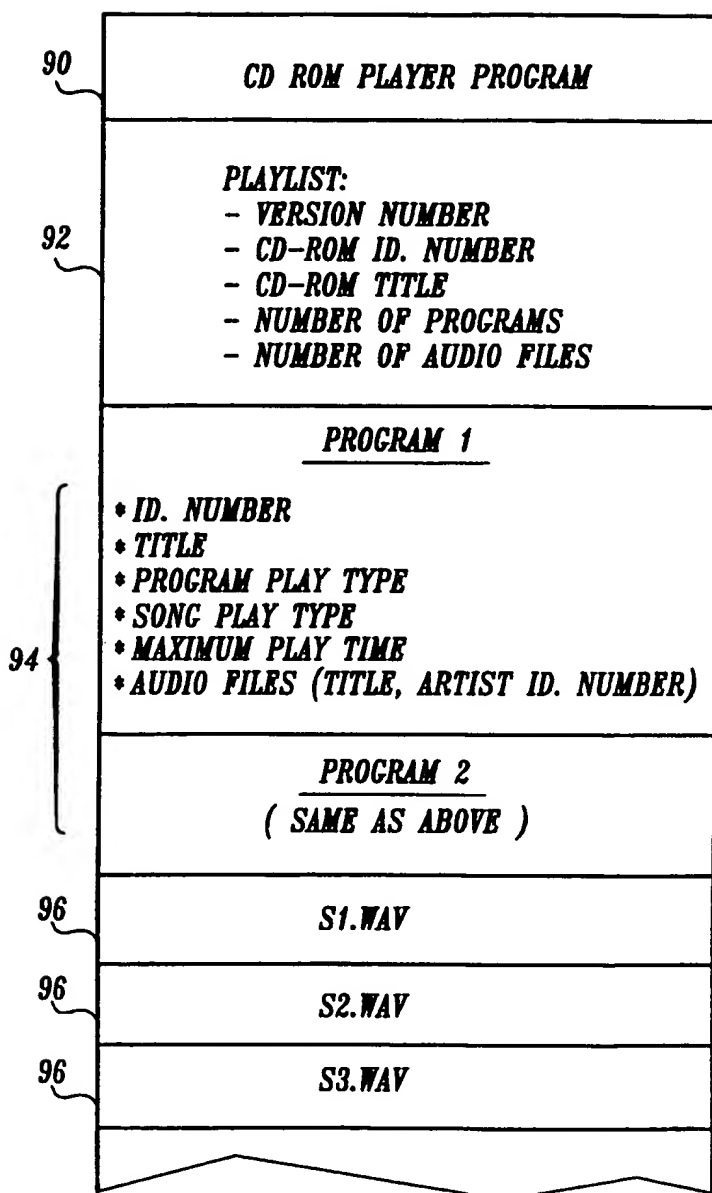 90
CD ROM PLAYER PROGRAM
92
PLAYLIST:
- VERSION NUMBER
- CD-ROM ID. NUMBER
- CD-ROM TITLE
- NUMBER OF PROGRAMS
- NUMBER OF AUDIO FILES
PROGRAM 1
94
* ID. NUMBER
* TITLE
* PROGRAM PLAY TYPE
* SONG PLAY TYPE
* MAXIMUM PLAY TIME
* AUDIO FILES (TITLE, ARTIST ID. NUMBER)
PROGRAM 2
( SAME AS ABOVE )
96
S1.WAV
96
S2.WAV
96
S3.WAV